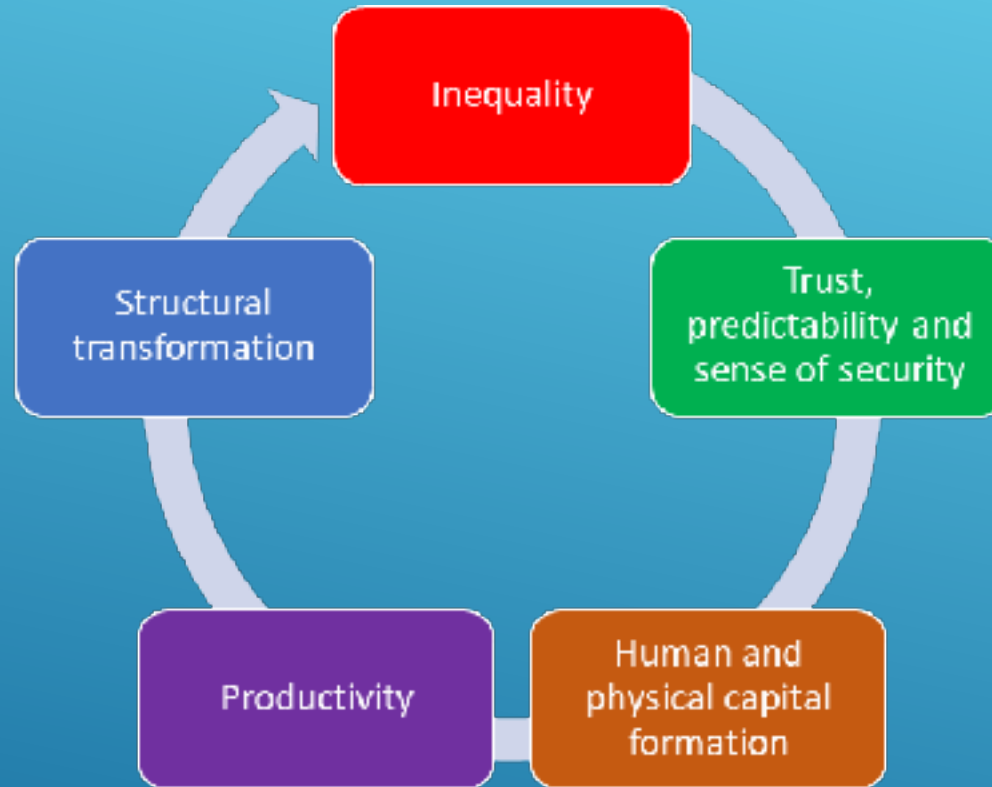 Inequality
Trust,
predictability and
sense of security
Human and
physical capital
formation
Productivity
Structural
transformation